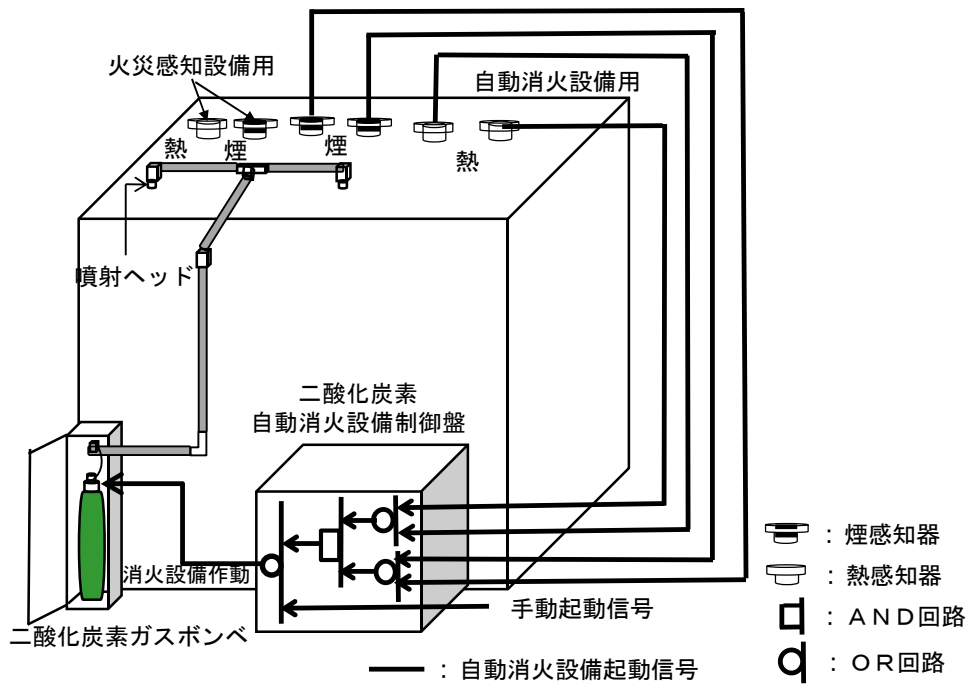 火災感知設備用
自動消火設備用
熱
煙
煙
熱
噴射ヘッド
二酸化炭素
自動消火設備制御盤
消火設備作動
手動起動信号
二酸化炭素ガスボンベ
：煙感知器
：熱感知器
：ＡＮＤ回路
：ＯＲ回路
：自動消火設備起動信号